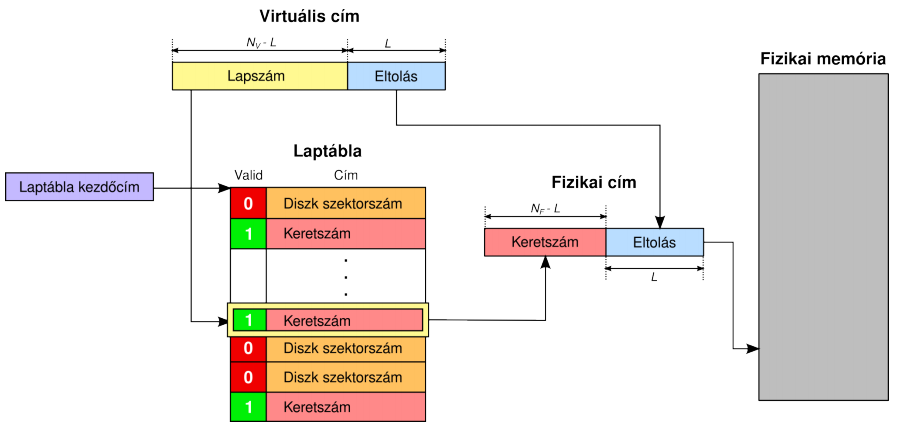 Virtuális cím
N_V - L
L
Lapszám
Eltolás
Fizikai memória
Laptábla
Valid
Cím
Laptábla kezdőcím
0
Diszk szektorszám
1
Keretszám
.
.
.
1
Keretszám
0
Diszk szektorszám
0
Diszk szektorszám
1
Keretszám
Fizikai cím
N_F - L
Keretszám
Eltolás
L